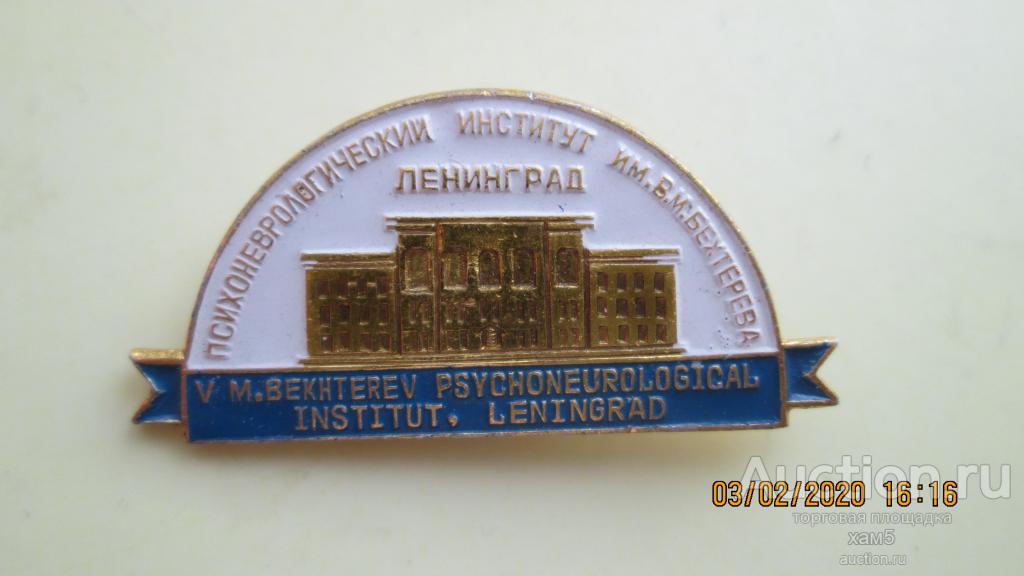 ПСИХОНЕВРОЛОГИЧЕСКИЙ ИНСТИТУТ ИМ. В.М. БЕХТЕРЕВА
ЛЕНИНГРАД
V M. BEKHTEREV PSYCHONEUROLOGICAL
INSTITUT, LENINGRAD
Auction.ru
03/02/2020 16:16
торговая площадка
хам5
auction.ru